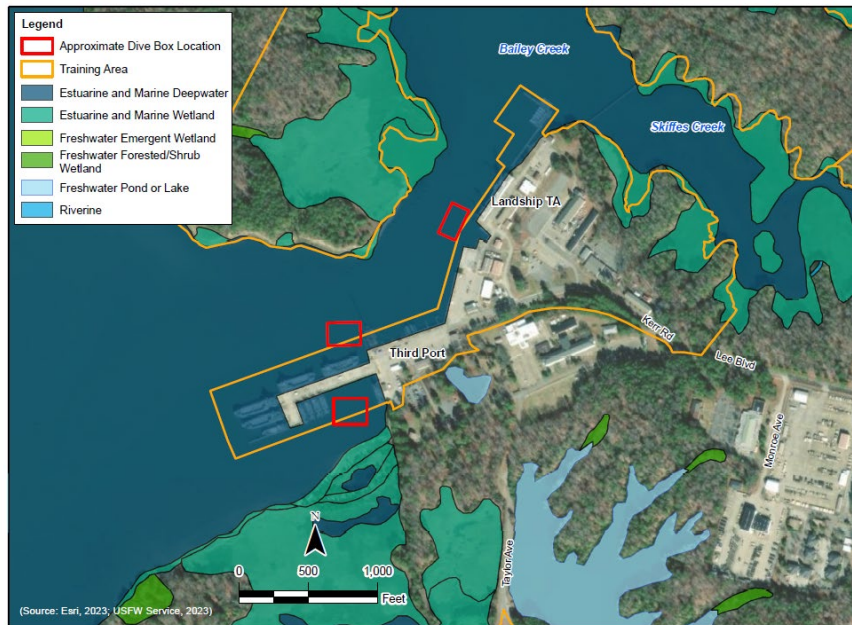 Legend
Approximate Dive Box Location
Training Area
Estuarine and Marine Deepwater
Estuarine and Marine Wetland
Freshwater Emergent Wetland
Freshwater Forested/Shrub
Wetland
Freshwater Pond or Lake
Riverine
Bailey Creek
Skiffes Creek
Landship TA
Kerr Rd
Lee Blvd
Third Port
Monroe Ave
Taylor Ave
N
0 500 1,000
Feet
(Source: Esri, 2023; USFW Service, 2023)